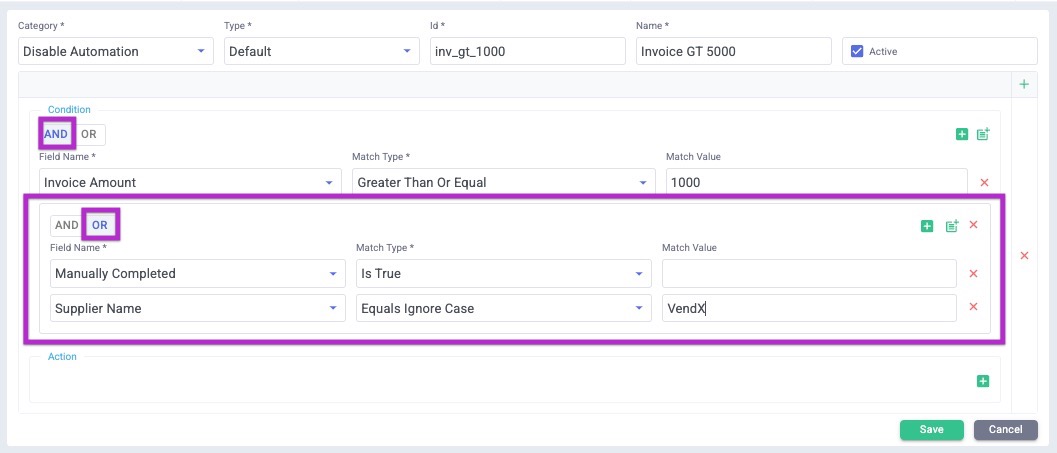 Category * Type * Id * Name *
Disable Automation Default inv_gt_1000 Invoice GT 5000 Active
Condition
AND OR
Field Name * Match Type * Match Value
Invoice Amount Greater Than Or Equal 1000
AND OR
Field Name * Match Type * Match Value
Manually Completed Is True
Supplier Name Equals Ignore Case VendX
Action
Save Cancel